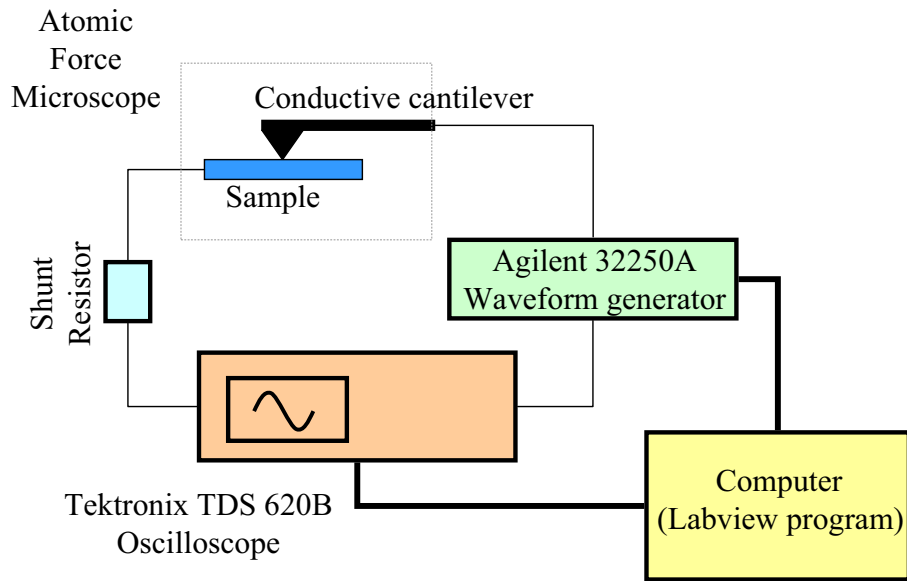 Atomic
Force
Microscope
Conductive cantilever
Sample
Shunt
Resistor
Agilent 32250A
Waveform generator
Tektronix TDS 620B
Oscilloscope
Computer
(Labview program)